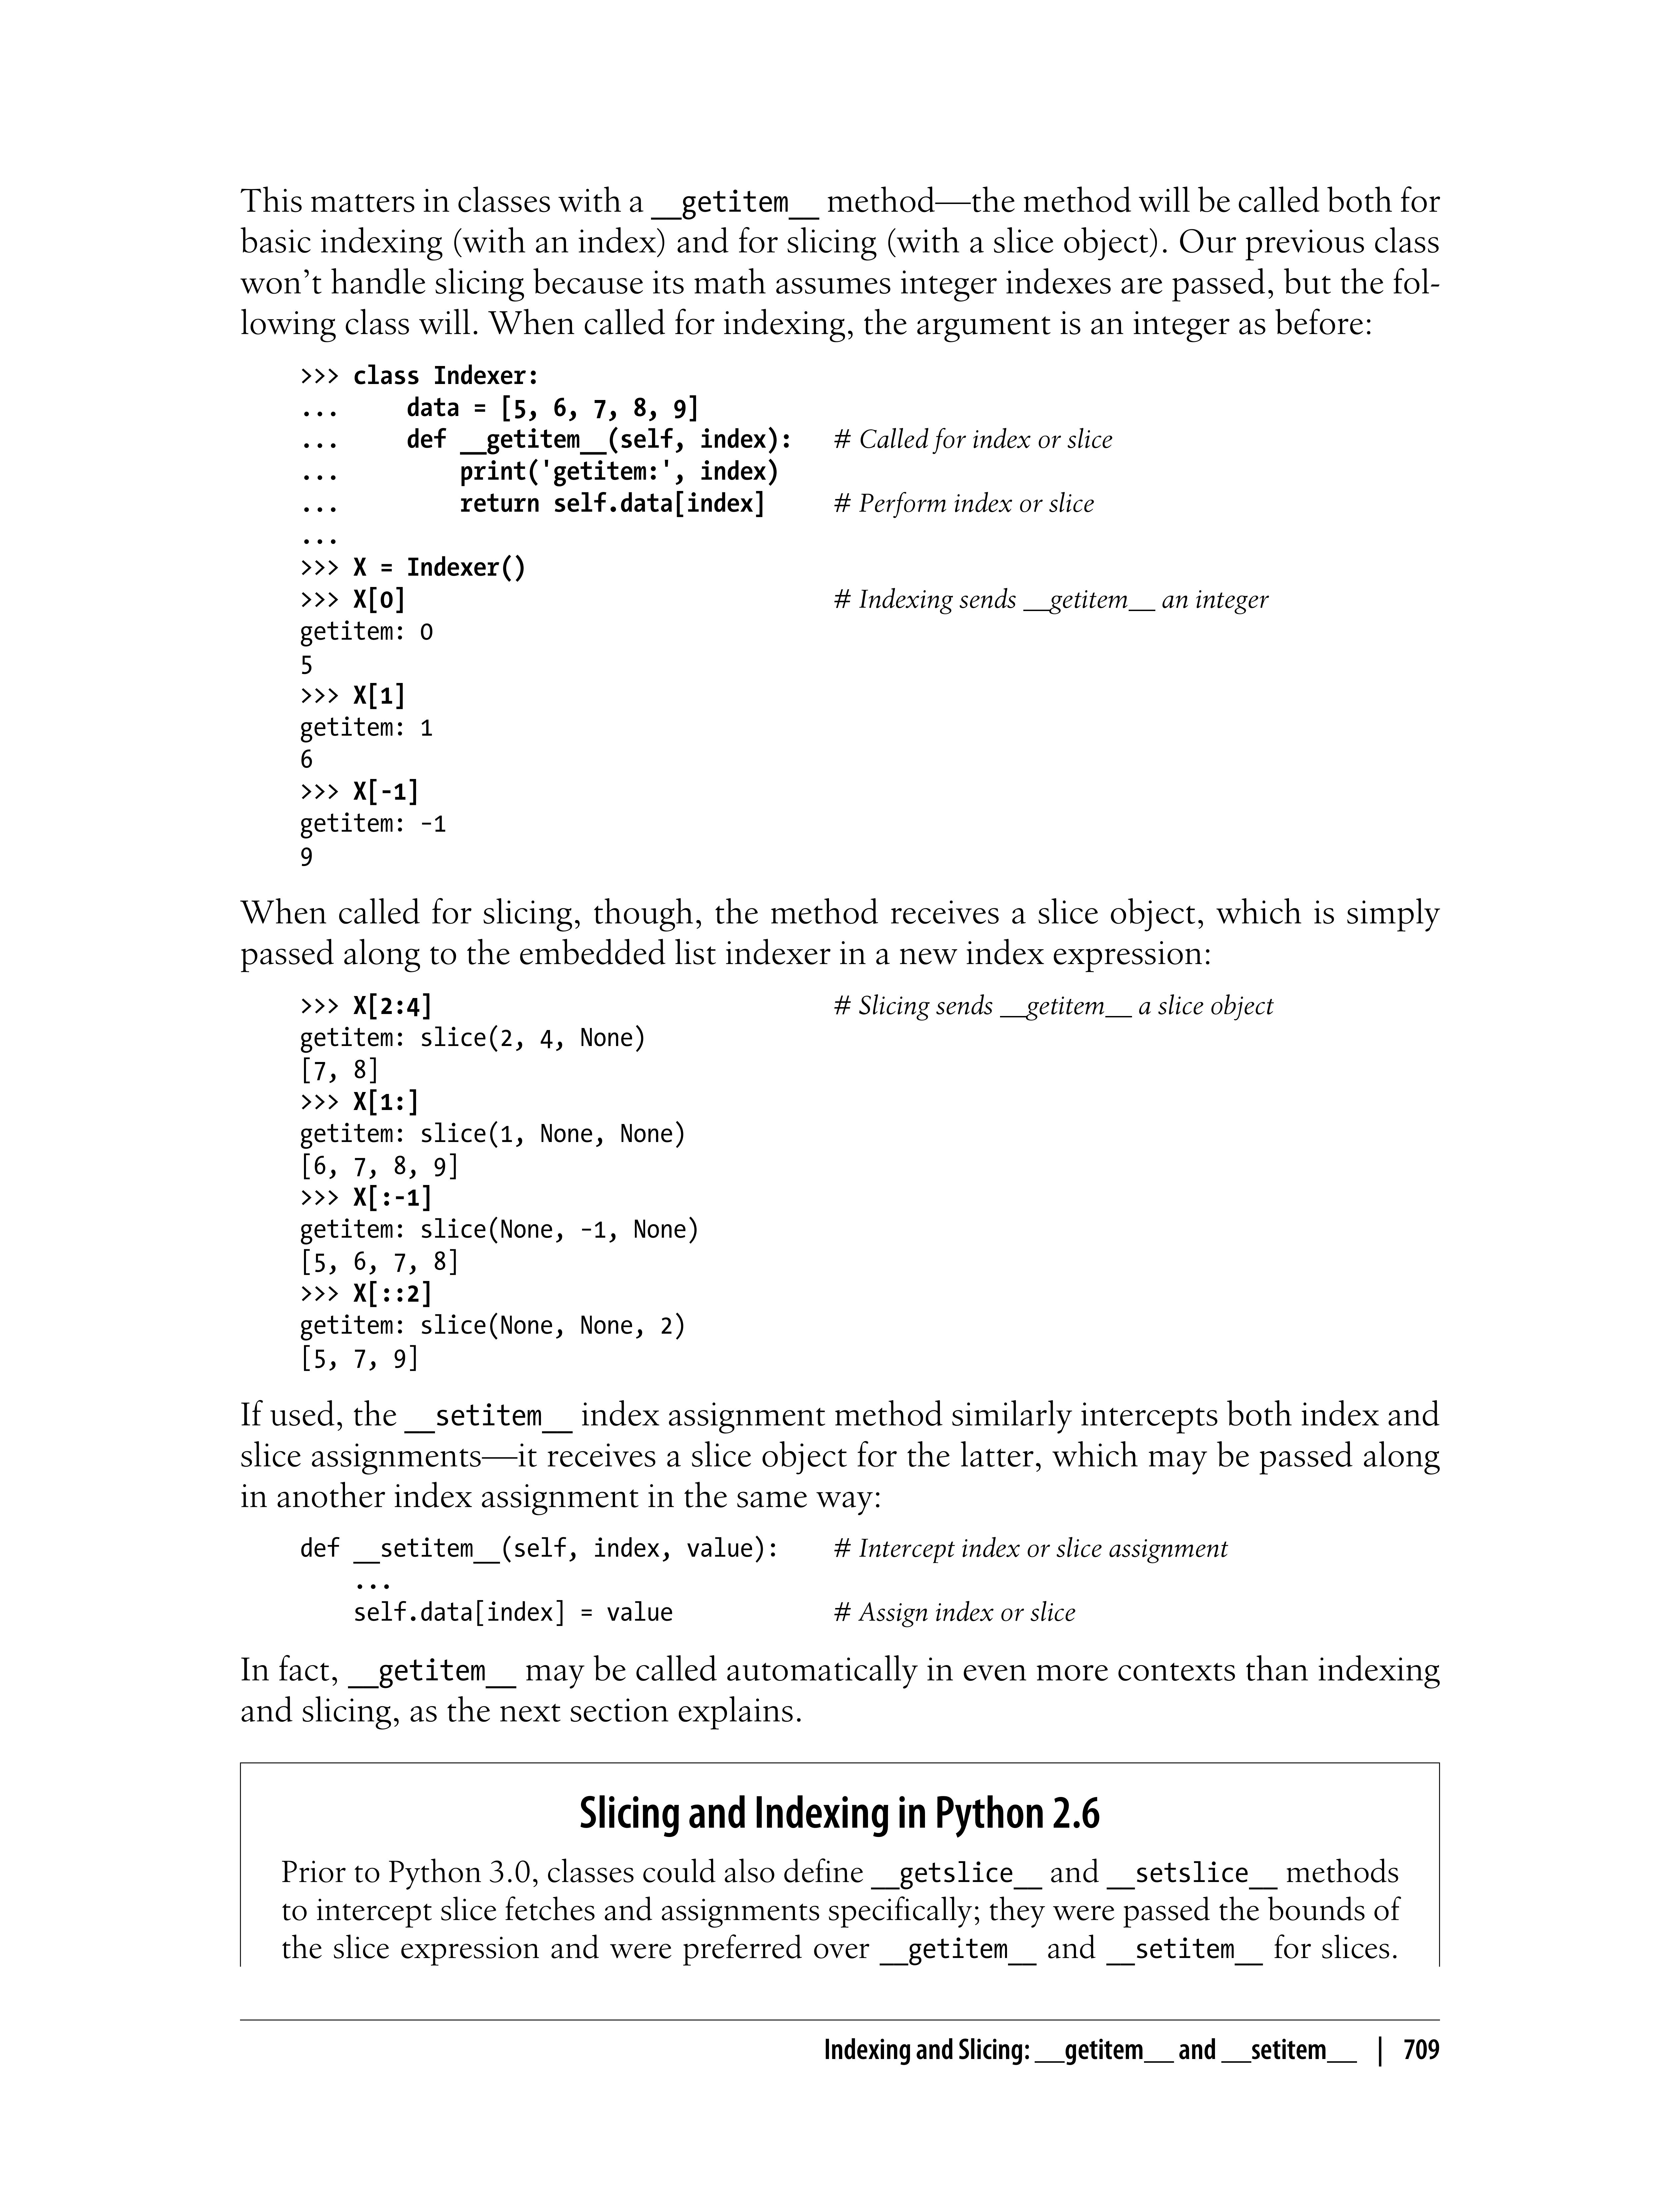 This matters in classes with a __getitem__ method—the method will be called both for
basic indexing (with an index) and for slicing (with a slice object). Our previous class
won’t handle slicing because its math assumes integer indexes are passed, but the fol-
lowing class will. When called for indexing, the argument is an integer as before:
>>> class Indexer:
...     data = [5, 6, 7, 8, 9]
...     def __getitem__(self, index):   # Called for index or slice
...         print('getitem:', index)
...         return self.data[index]     # Perform index or slice
...
>>> X = Indexer()
>>> X[0]                                # Indexing sends __getitem__ an integer
getitem: 0
5
>>> X[1]
getitem: 1
6
>>> X[-1]
getitem: −1
9
When called for slicing, though, the method receives a slice object, which is simply
passed along to the embedded list indexer in a new index expression:
>>> X[2:4]                              # Slicing sends __getitem__ a slice object
getitem: slice(2, 4, None)
[7, 8]
>>> X[1:]
getitem: slice(1, None, None)
[6, 7, 8, 9]
>>> X[:-1]
getitem: slice(None, −1, None)
[5, 6, 7, 8]
>>> X[::2]
getitem: slice(None, None, 2)
[5, 7, 9]
If used, the __setitem__ index assignment method similarly intercepts both index and
slice assignments—it receives a slice object for the latter, which may be passed along
in another index assignment in the same way:
def __setitem__(self, index, value):    # Intercept index or slice assignment
    ...
    self.data[index] = value            # Assign index or slice
In fact, __getitem__ may be called automatically in even more contexts than indexing
and slicing, as the next section explains.
Slicing and Indexing in Python 2.6
Prior to Python 3.0, classes could also define __getslice__ and __setslice__ methods
to intercept slice fetches and assignments specifically; they were passed the bounds of
the slice expression and were preferred over __getitem__ and __setitem__ for slices.
Indexing and Slicing: __getitem__ and __setitem__ | 709